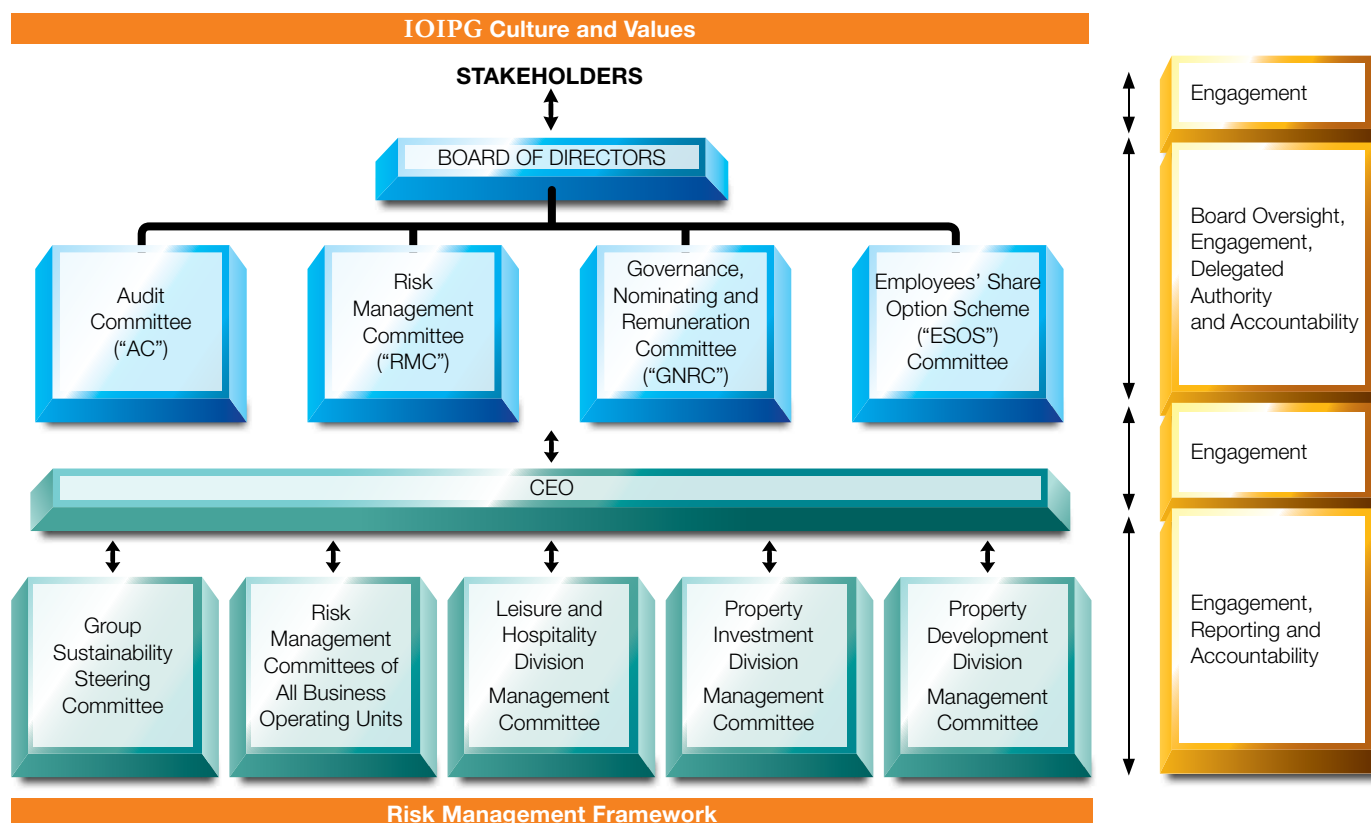 IOIPG Culture and Values
STAKEHOLDERS
BOARD OF DIRECTORS
Audit
Committee
(“AC”)
Risk
Management
Committee
(“RMC”)
Governance,
Nominating and
Remuneration
Committee
(“GNRC”)
Employees’ Share
Option Scheme
(“ESOS”)
Committee
CEO
Group
Sustainability
Steering
Committee
Risk
Management
Committees of
All Business
Operating Units
Leisure and
Hospitality
Division
Management
Committee
Property
Investment
Division
Management
Committee
Property
Development
Division
Management
Committee
Risk Management Framework
Engagement
Board Oversight,
Engagement,
Delegated
Authority
and Accountability
Engagement
Engagement,
Reporting and
Accountability